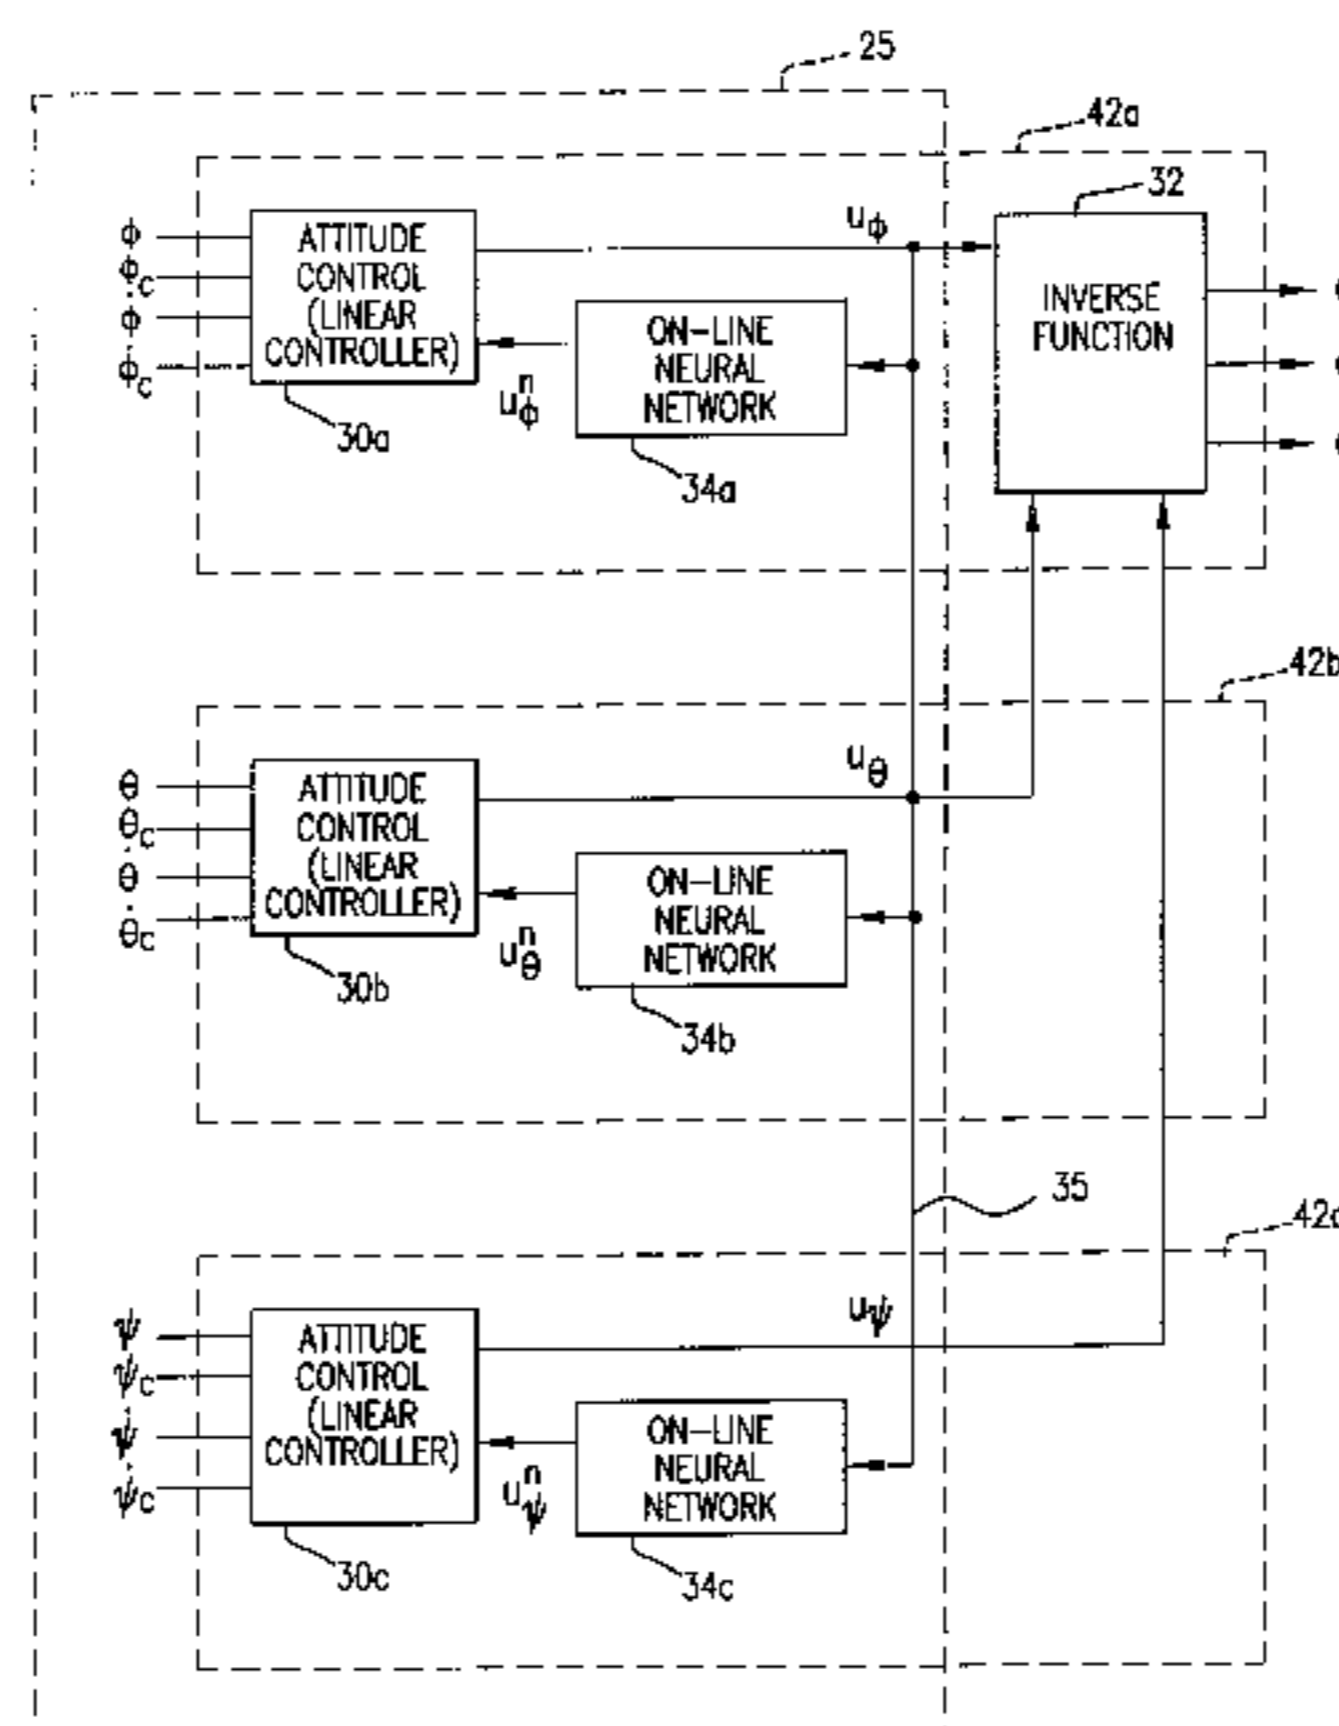 25
42a
32
ϕ
ϕc
ϕ̇
ϕ̇c
ATTITUDE
CONTROL
(LINEAR
CONTROLLER)
30a
uϕ
uⁿϕ
ON-LINE
NEURAL
NETWORK
34a
INVERSE
FUNCTION
42b
θ
θc
θ̇
θ̇c
ATTITUDE
CONTROL
(LINEAR
CONTROLLER)
30b
uθ
uⁿθ
ON-LINE
NEURAL
NETWORK
34b
35
42c
ψ
ψc
ψ̇
ψ̇c
ATTITUDE
CONTROL
(LINEAR
CONTROLLER)
30c
uψ
uⁿψ
ON-LINE
NEURAL
NETWORK
34c